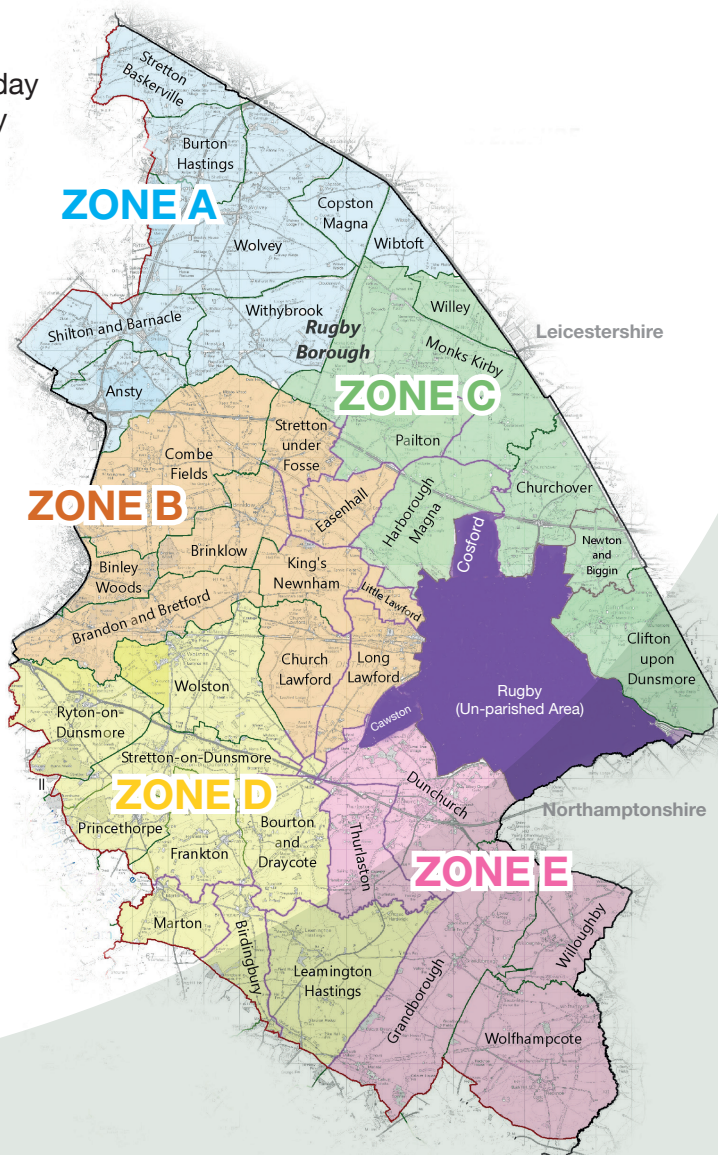 day
y
Stretton
Baskerville
Burton
Hastings
ZONE A
Copston
Magna
Wolvey
Wibtoft
Willey
Withybrook
Shilton and Barnacle
Rugby
Borough
Leicestershire
Monks Kirby
Ansty
ZONE C
Stretton
under
Fosse
Pailton
Combe
Fields
Churchover
Harborough
Magna
ZONE B
Easenhall
Cosford
Newton
and
Biggin
Brinklow
Binley
Woods
King's
Newnham
Little Lawford
Brandon and Bretford
Clifton
upon
Dunsmore
Church
Lawford
Long
Lawford
Wolston
Rugby
(Un-parished Area)
Ryton-on-
Dunsmore
Cawston
Stretton-on-Dunsmore
ll
ZONE D
Dunchurch
Northamptonshire
Princethorpe
Bourton
and
Draycote
Frankton
Thurlaston
ZONE E
Marton
Birdingbury
Willoughby
Leamington
Hastings
Grandborough
Wolfhampcote